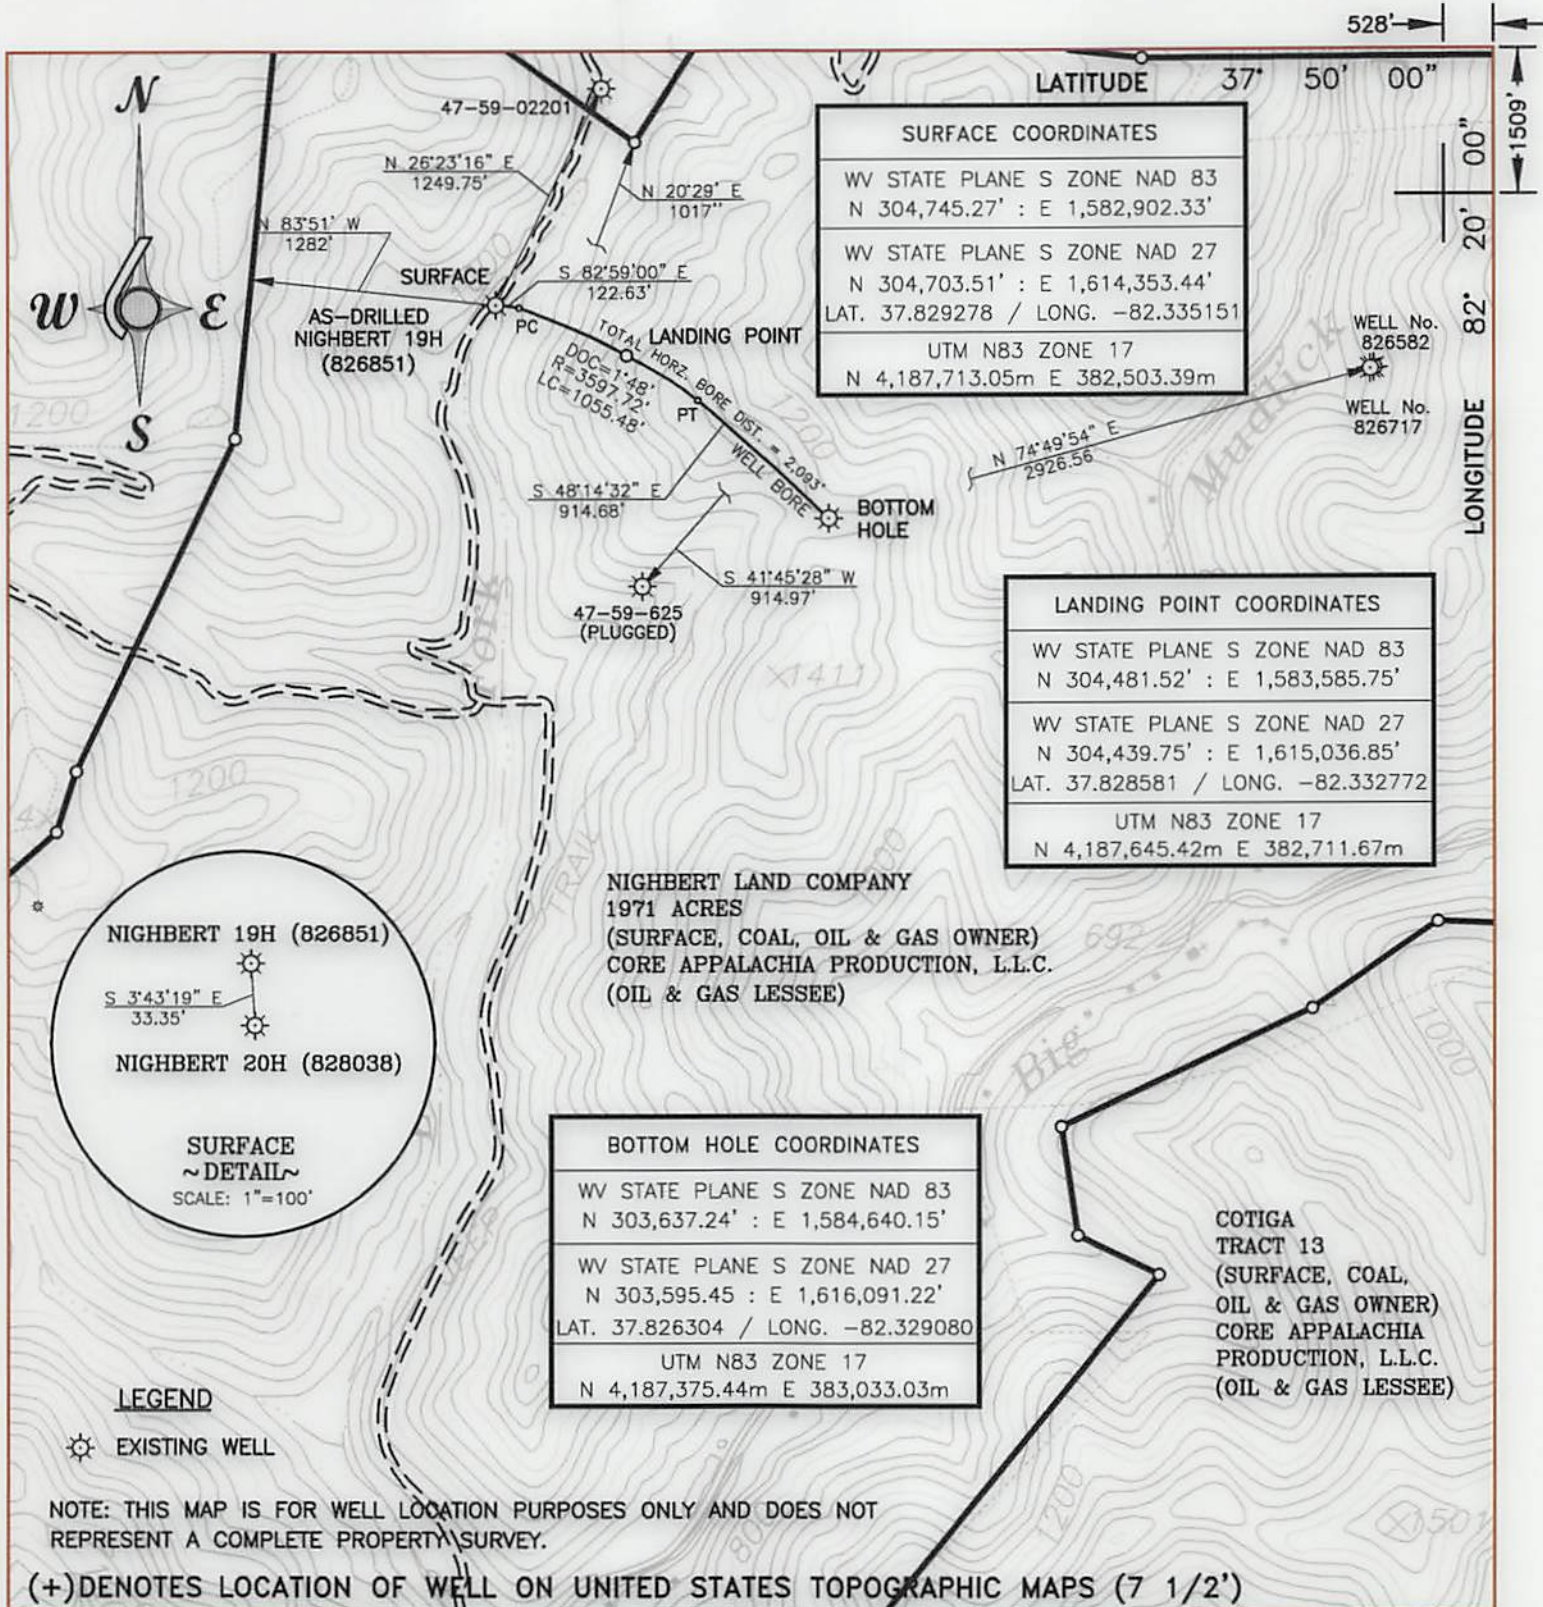 528'
1509'
LATITUDE 37° 50' 00"
LONGITUDE 82° 20' 00"
N
W
E
S
47-59-02201
N 26°23'16" E
1249.75'
N 20°29' E
1017"
N 83°51' W
1282'
SURFACE
S 82°59'00" E
122.63'
AS-DRILLED
NIGHBERT 19H
(826851)
PC
LANDING POINT
TOTAL HORZ. BORE DIST. = 2,093'
DOC=1°48'
R=3597.72'
LC=1055.48'
PT
WELL BORE
S 48°14'32" E
914.68'
BOTTOM
HOLE
S 41°45'28" W
914.97'
47-59-625
(PLUGGED)
SURFACE COORDINATES
WV STATE PLANE S ZONE NAD 83
N 304,745.27' : E 1,582,902.33'
WV STATE PLANE S ZONE NAD 27
N 304,703.51' : E 1,614,353.44'
LAT. 37.829278 / LONG. -82.335151
UTM N83 ZONE 17
N 4,187,713.05m E 382,503.39m
WELL No.
826582
WELL No.
826717
N 74°49'54" E
2926.56
Mudlick
1200
1200
Fork
X1411
1200
TRAIL
1200
692
Big
1000
1200
X1501
800
LANDING POINT COORDINATES
WV STATE PLANE S ZONE NAD 83
N 304,481.52' : E 1,583,585.75'
WV STATE PLANE S ZONE NAD 27
N 304,439.75' : E 1,615,036.85'
LAT. 37.828581 / LONG. -82.332772
UTM N83 ZONE 17
N 4,187,645.42m E 382,711.67m
NIGHBERT LAND COMPANY
1971 ACRES
(SURFACE, COAL, OIL & GAS OWNER)
CORE APPALACHIA PRODUCTION, L.L.C.
(OIL & GAS LESSEE)
NIGHBERT 19H (826851)
S 3°43'19" E
33.35'
NIGHBERT 20H (828038)
SURFACE
~DETAIL~
SCALE: 1"=100'
JEEP
BOTTOM HOLE COORDINATES
WV STATE PLANE S ZONE NAD 83
N 303,637.24' : E 1,584,640.15'
WV STATE PLANE S ZONE NAD 27
N 303,595.45 : E 1,616,091.22'
LAT. 37.826304 / LONG. -82.329080
UTM N83 ZONE 17
N 4,187,375.44m E 383,033.03m
COTIGA
TRACT 13
(SURFACE, COAL,
OIL & GAS OWNER)
CORE APPALACHIA
PRODUCTION, L.L.C.
(OIL & GAS LESSEE)
LEGEND
EXISTING WELL
NOTE: THIS MAP IS FOR WELL LOCATION PURPOSES ONLY AND DOES NOT
REPRESENT A COMPLETE PROPERTY SURVEY.
(+)DENOTES LOCATION OF WELL ON UNITED STATES TOPOGRAPHIC MAPS (7 1/2')